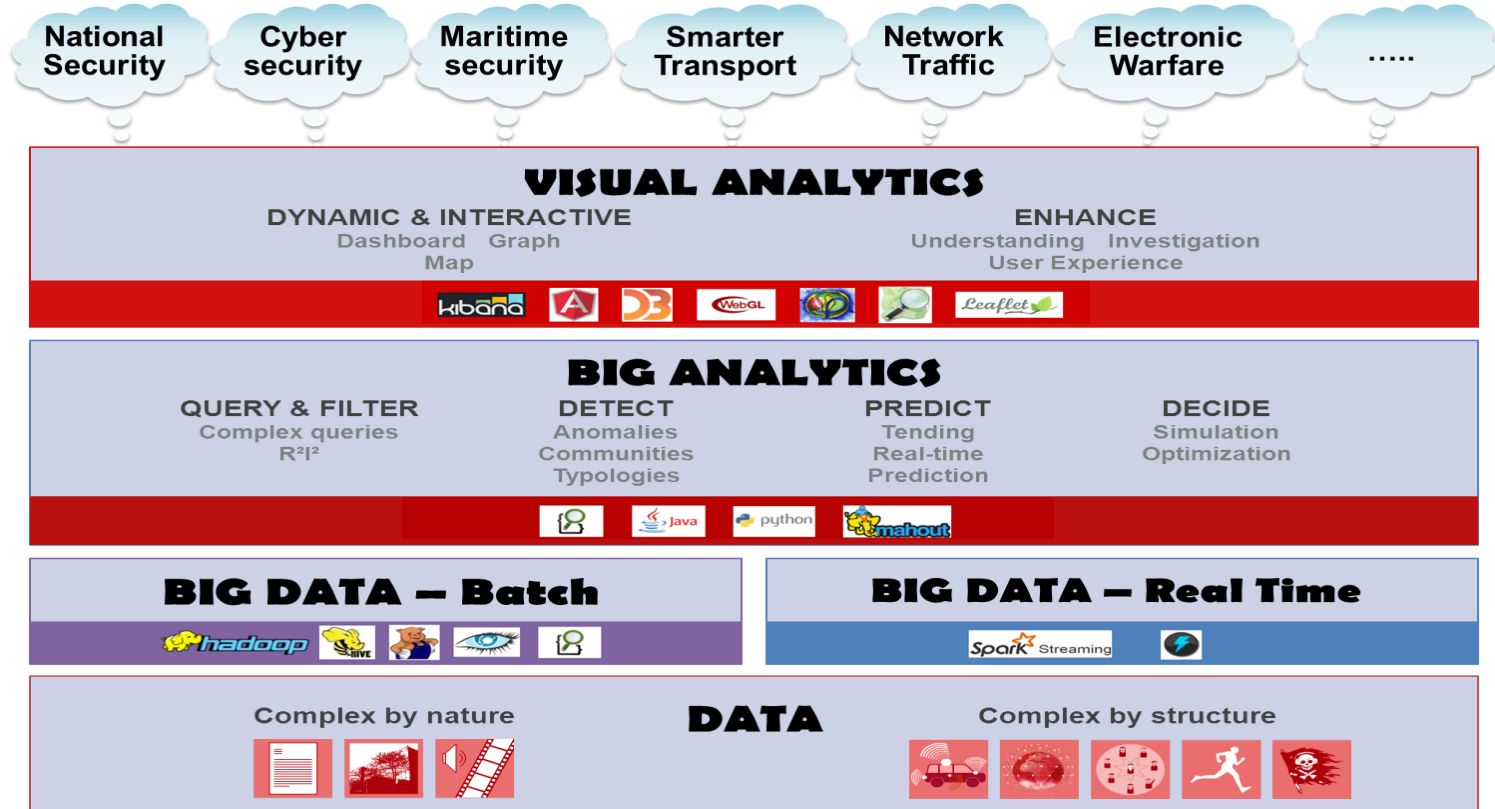 National
Security
Cyber
security
Maritime
security
Smarter
Transport
Network
Traffic
Electronic
Warfare
.....
VISUAL ANALYTICS
DYNAMIC & INTERACTIVE
Dashboard Graph
Map
ENHANCE
Understanding Investigation
User Experience
kibana
A
D3
WebGL
Leaflet
BIG ANALYTICS
QUERY & FILTER
Complex queries
R²I²
DETECT
Anomalies
Communities
Typologies
PREDICT
Tending
Real-time
Prediction
DECIDE
Simulation
Optimization
Java
python
mahout
BIG DATA – Batch
hadoop
HIVE
BIG DATA – Real Time
Spark Streaming
DATA
Complex by nature
Complex by structure